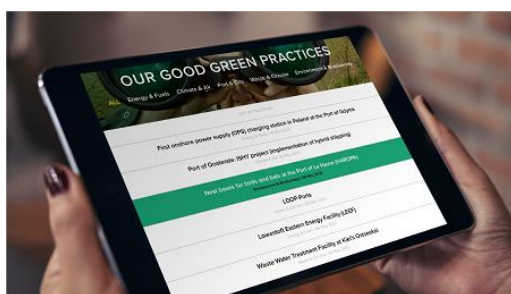 OUR GOOD GREEN PRACTICES
ALL Energy & Fuels Climate & Air Port & City Waste & Circular Environment & Biodiversity
First onshore power supply (OPS) charging station in Poland at the Port of Gdynia
Port of Oostende: ISHY project (implementation of hybrid shipping)
Nest boxes for birds and bats at the Port of Le Havre (HAROPA)
LOOP-Ports
Lowestoft Eastern Energy Facility (LEEF)
Waste Water Treatment Facility at Kiel's Ostseekai